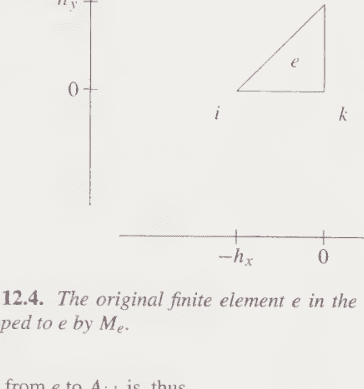 h_y
e
0
i k
−h_x 0
12.4. The original finite element e in the
ped to e by M_e.
from e to A is, thus